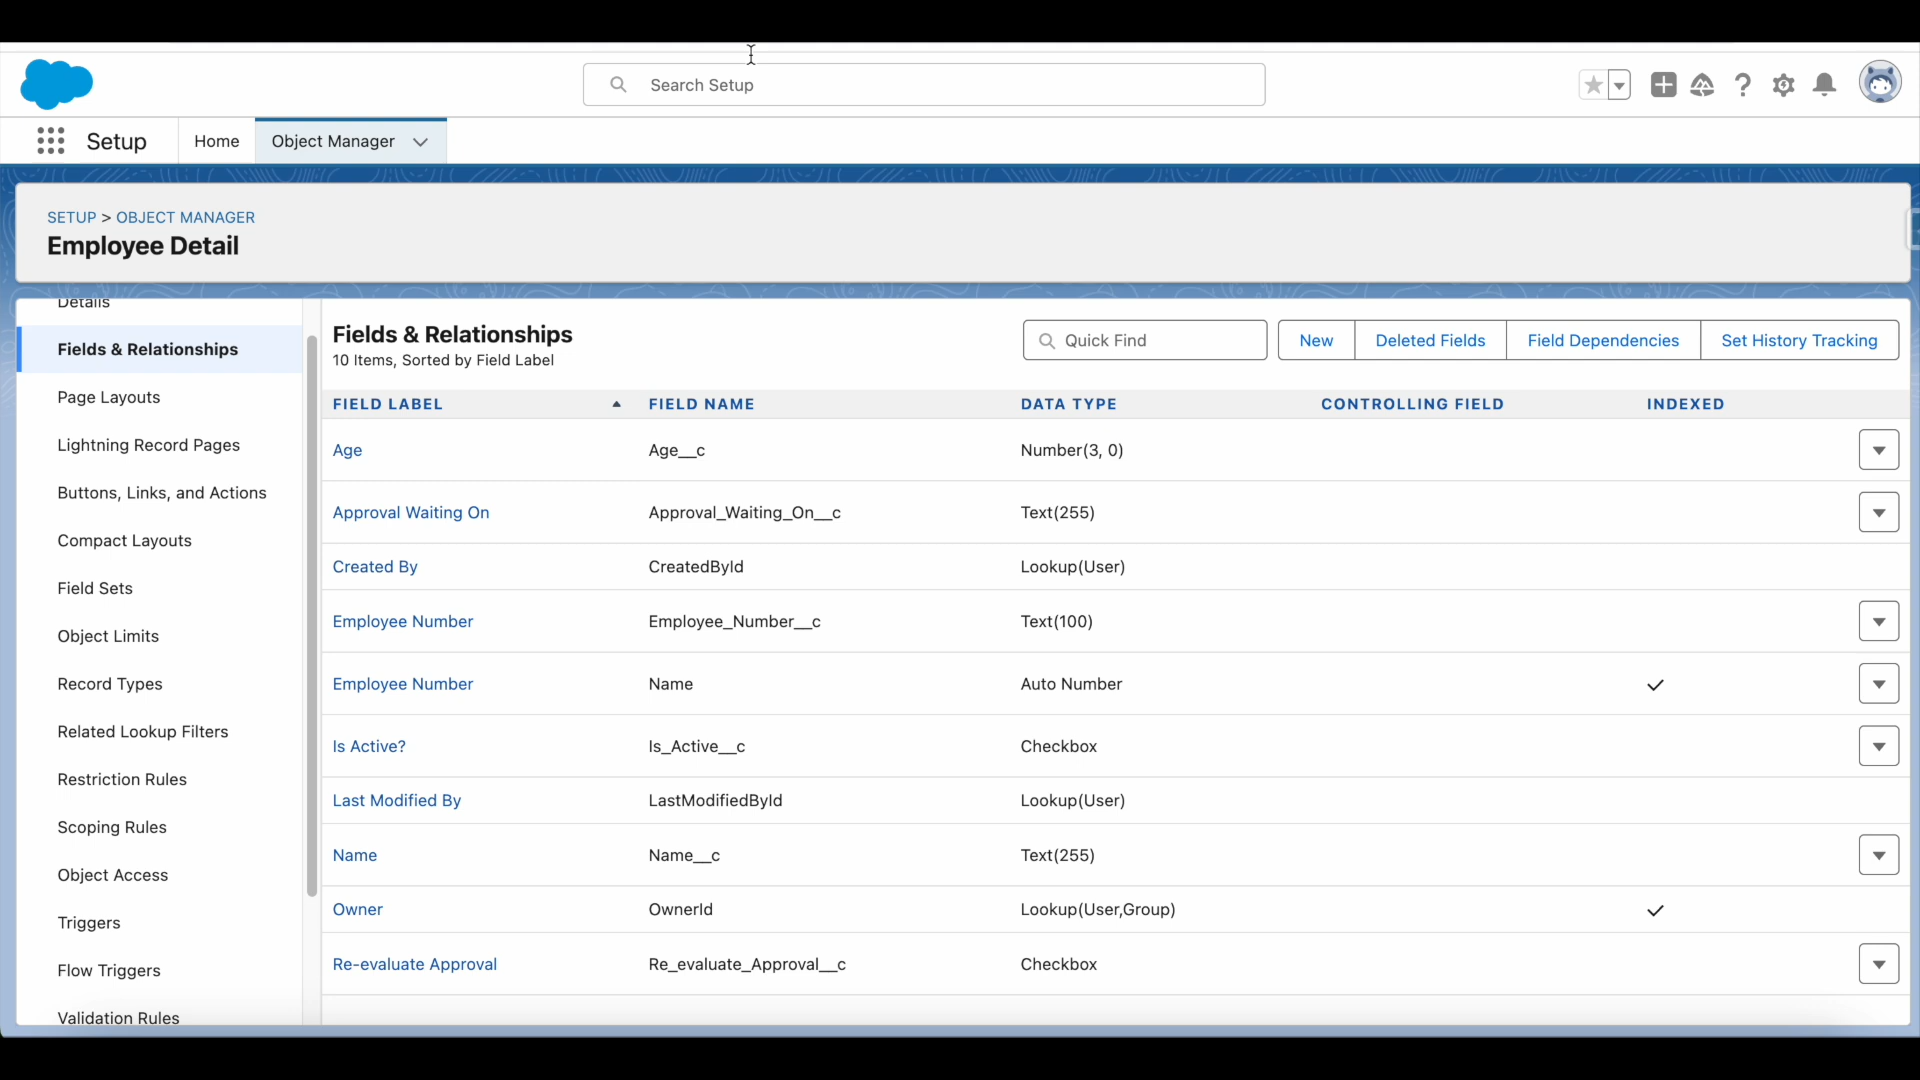 Search Setup
Setup
Home
Object Manager
SETUP > OBJECT MANAGER
Employee Detail
Details
Fields & Relationships
Page Layouts
Lightning Record Pages
Buttons, Links, and Actions
Compact Layouts
Field Sets
Object Limits
Record Types
Related Lookup Filters
Restriction Rules
Scoping Rules
Object Access
Triggers
Flow Triggers
Validation Rules
Fields & Relationships
10 Items, Sorted by Field Label
Quick Find
New
Deleted Fields
Field Dependencies
Set History Tracking
FIELD LABEL FIELD NAME DATA TYPE CONTROLLING FIELD INDEXED
Age Age__c Number(3, 0)
Approval Waiting On Approval_Waiting_On__c Text(255)
Created By CreatedById Lookup(User)
Employee Number Employee_Number__c Text(100)
Employee Number Name Auto Number
Is Active? Is_Active__c Checkbox
Last Modified By LastModifiedById Lookup(User)
Name Name__c Text(255)
Owner OwnerId Lookup(User,Group)
Re-evaluate Approval Re_evaluate_Approval__c Checkbox